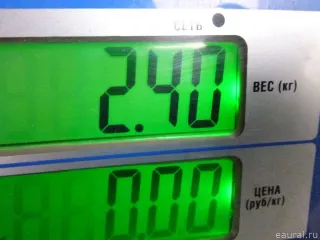 СЕТЬ
2.40
ВЕС (кг)
0.00
ЦЕНА
(руб/кг)
eaural.ru